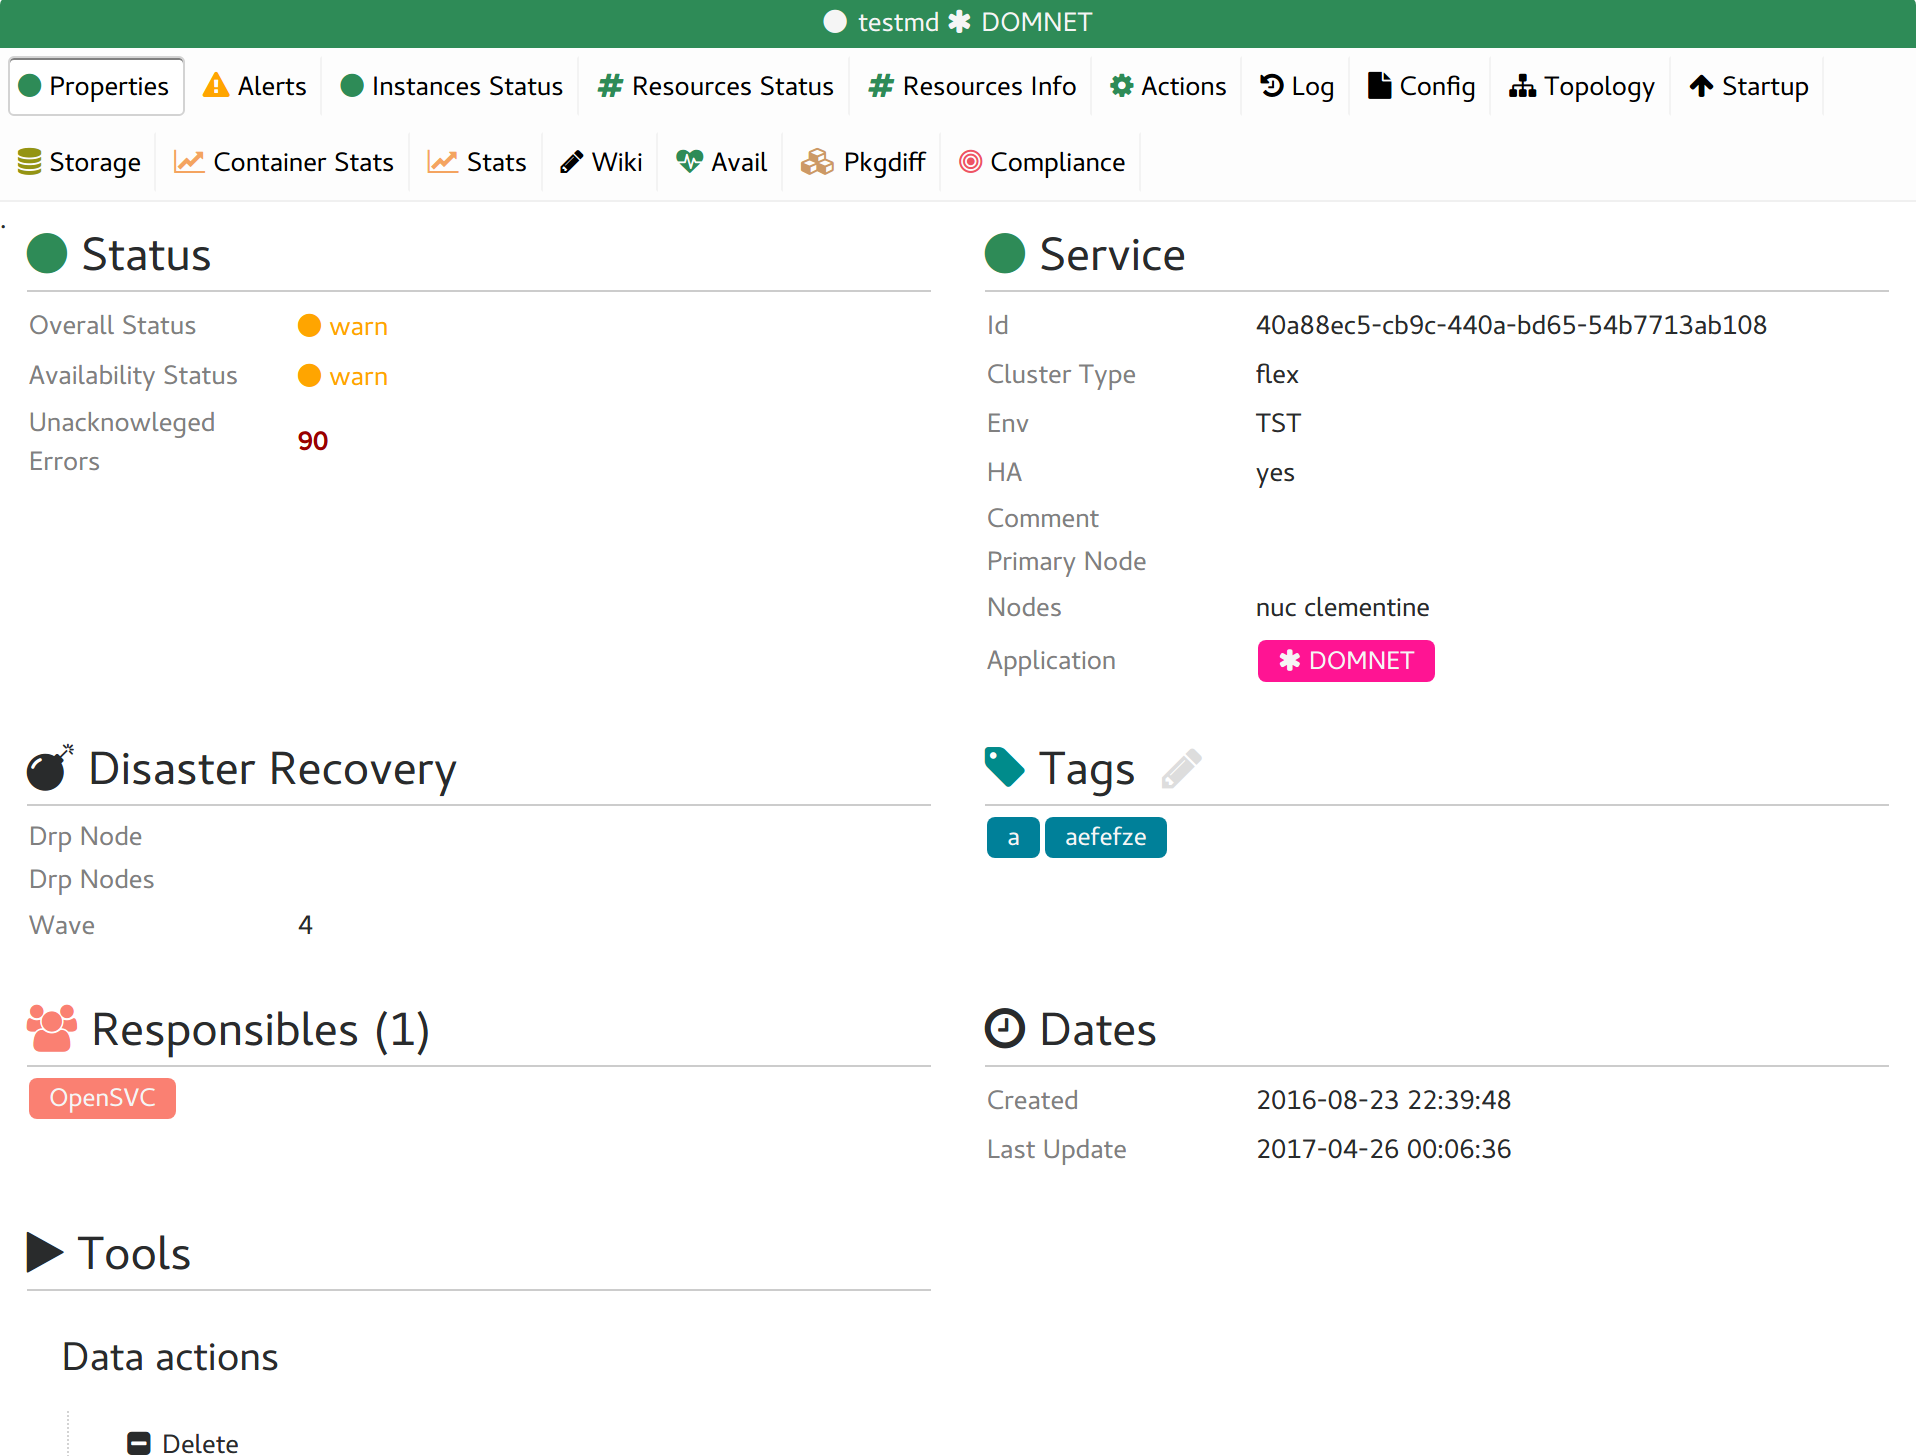 testmd DOMNET
Properties Alerts Instances Status Resources Status Resources Info Actions Log Config Topology Startup
Storage Container Stats Stats Wiki Avail Pkgdiff Compliance
Status
Overall Status warn
Availability Status warn
Unacknowleged
Errors
90
Service
Id 40a88ec5-cb9c-440a-bd65-54b7713ab108
Cluster Type flex
Env TST
HA yes
Comment
Primary Node
Nodes nuc clementine
Application DOMNET
Disaster Recovery
Drp Node
Drp Nodes
Wave 4
Tags
a aefefze
Responsibles (1)
OpenSVC
Dates
Created 2016-08-23 22:39:48
Last Update 2017-04-26 00:06:36
Tools
Data actions
Delete